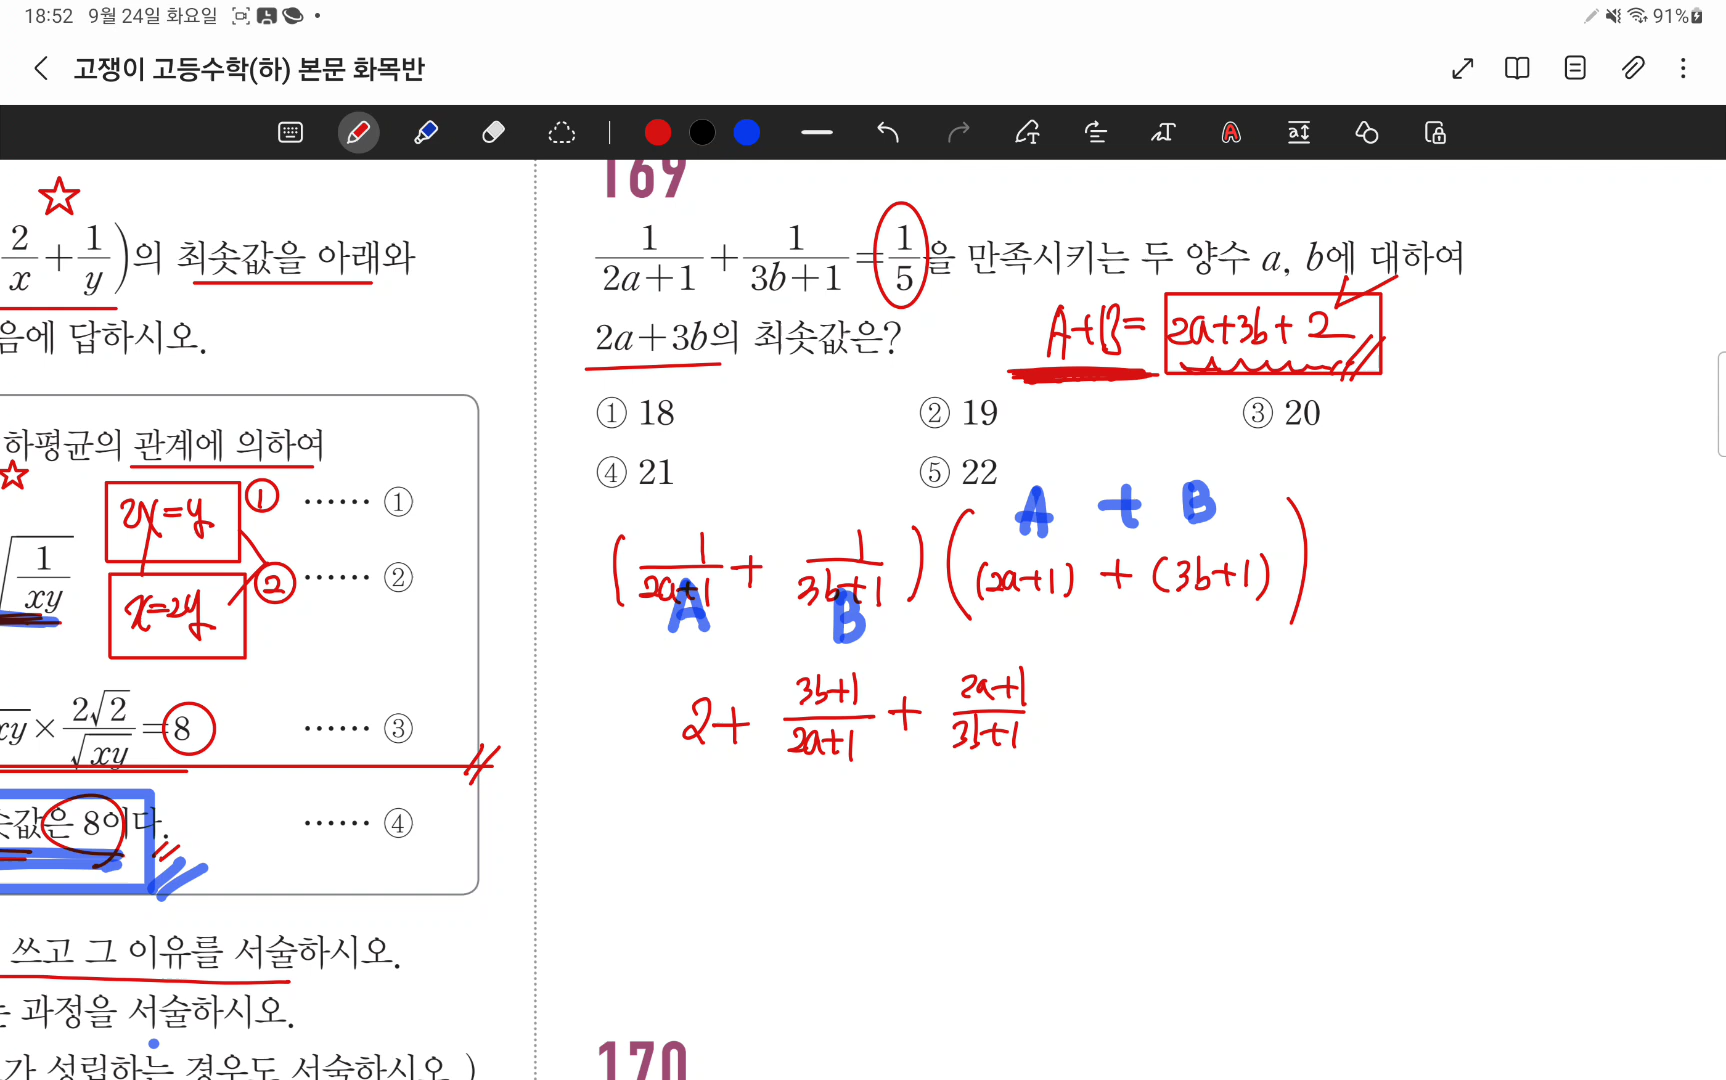 18:52 9월 24일 화요일 91%
고쟁이 고등수학(하) 본문 화목반
2/x + 1/y )의 최솟값을 아래와
음에 답하시오.
하평균의 관계에 의하여
2x=y ① …… ①
√(1/xy) x=2y ② …… ②
xy × 2√2/√xy = 8 …… ③
솟값은 8이다. …… ④
쓰고 그 이유를 서술하시오.
는 과정을 서술하시오.
가 성립하는 경우도 서술하시오.)
169
1/(2a+1) + 1/(3b+1) = 1/5 을 만족시키는 두 양수 a, b에 대하여
2a+3b의 최솟값은?
A+B= 2a+3b+2
① 18 ② 19 ③ 20
④ 21 ⑤ 22
A + B
(1/(2a+1) + 1/(3b+1)) ((2a+1) + (3b+1))
A B
2+ (3b+1)/(2a+1) + (2a+1)/(3b+1)
170